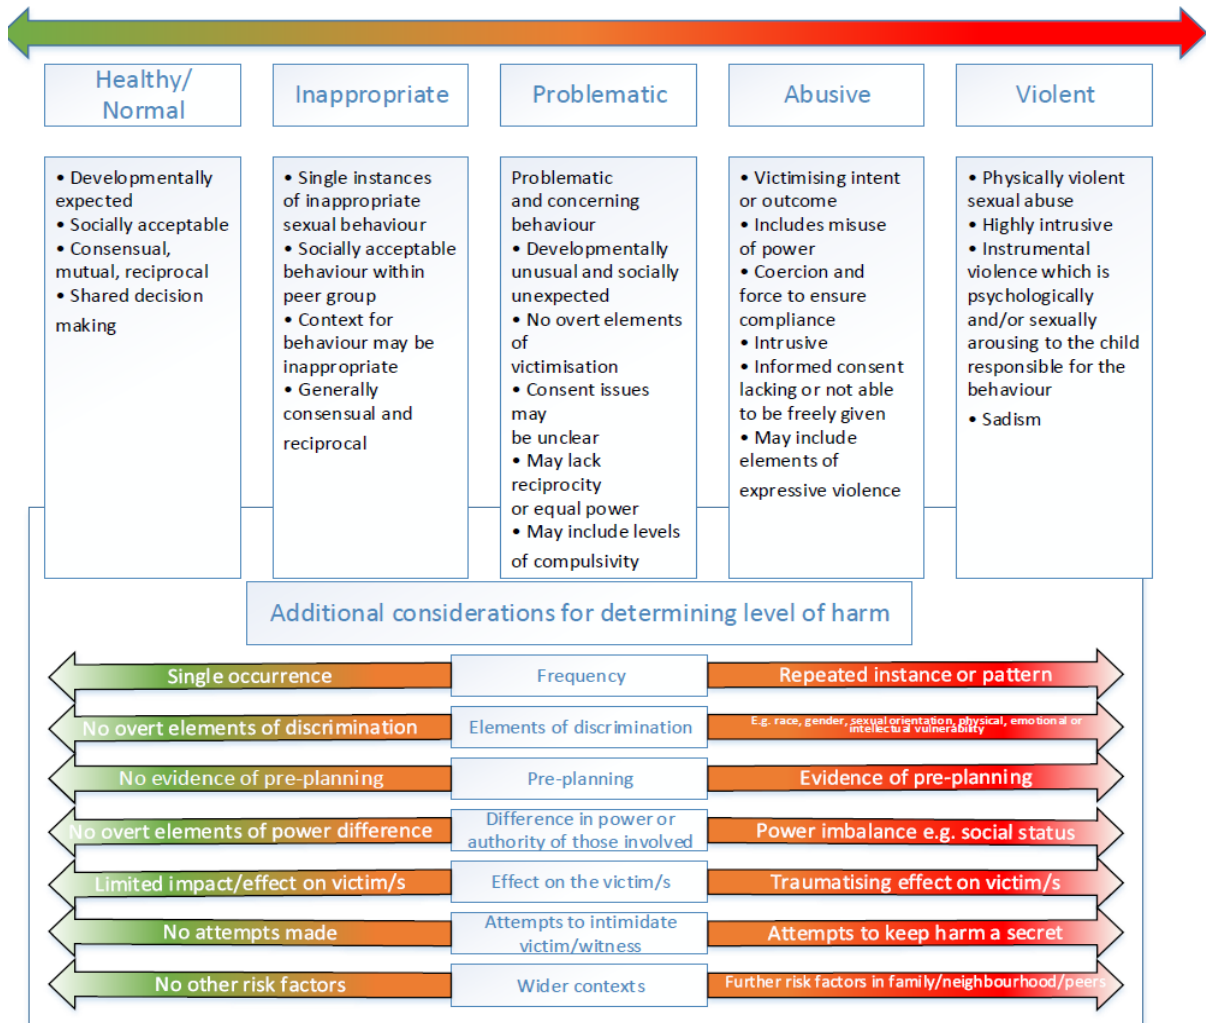 Healthy/
Normal
Inappropriate
Problematic
Abusive
Violent
• Developmentally
expected
• Socially acceptable
• Consensual,
mutual, reciprocal
• Shared decision
making
• Single instances
of inappropriate
sexual behaviour
• Socially acceptable
behaviour within
peer group
• Context for
behaviour may be
inappropriate
• Generally
consensual and
reciprocal
Problematic
and concerning
behaviour
• Developmentally
unusual and socially
unexpected
• No overt elements
of
victimisation
• Consent issues
may
be unclear
• May lack
reciprocity
or equal power
• May include levels
of compulsivity
• Victimising intent
or outcome
• Includes misuse
of power
• Coercion and
force to ensure
compliance
• Intrusive
• Informed consent
lacking or not able
to be freely given
• May include
elements of
expressive violence
• Physically violent
sexual abuse
• Highly intrusive
• Instrumental
violence which is
psychologically
and/or sexually
arousing to the child
responsible for the
behaviour
• Sadism
Additional considerations for determining level of harm
Single occurrence
Frequency
Repeated instance or pattern
No overt elements of discrimination
Elements of discrimination
E.g. race, gender, sexual orientation, physical, emotional or
intellectual vulnerability
No evidence of pre-planning
Pre-planning
Evidence of pre-planning
No overt elements of power difference
Difference in power or
authority of those involved
Power imbalance e.g. social status
Limited impact/effect on victim/s
Effect on the victim/s
Traumatising effect on victim/s
No attempts made
Attempts to intimidate
victim/witness
Attempts to keep harm a secret
No other risk factors
Wider contexts
Further risk factors in family/neighbourhood/peers